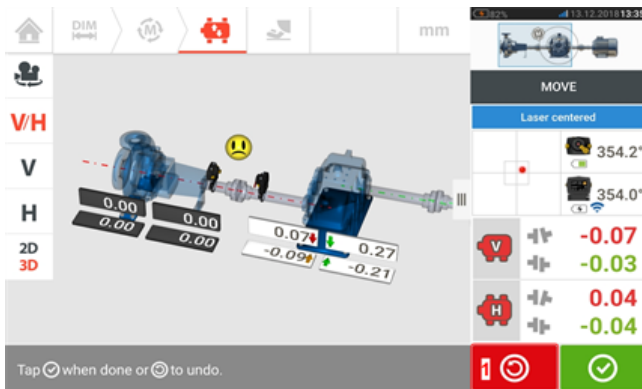 82%
13.12.2018 13:35
DIM
M
mm
MOVE
Laser centered
V/H
V
H
2D
3D
354.2°
354.0°
0.00
0.00
0.00
0.00
0.07
0.27
-0.09
-0.21
V
-0.07
-0.03
H
0.04
-0.04
Tap when done or to undo.
1